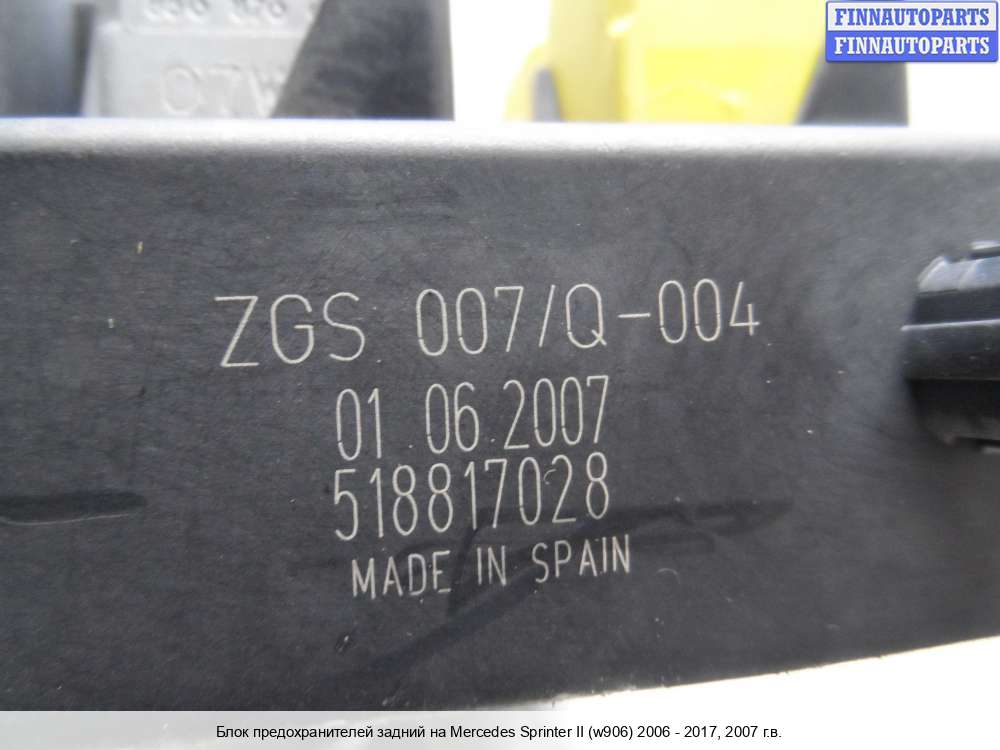 FINNAUTOPARTS
FINNAUTOPARTS
ZGS 007/Q-004
01 06.2007
518817028
MADE IN SPAIN
Блок предохранителей задний на Mercedes Sprinter II (w906) 2006 - 2017, 2007 г.в.